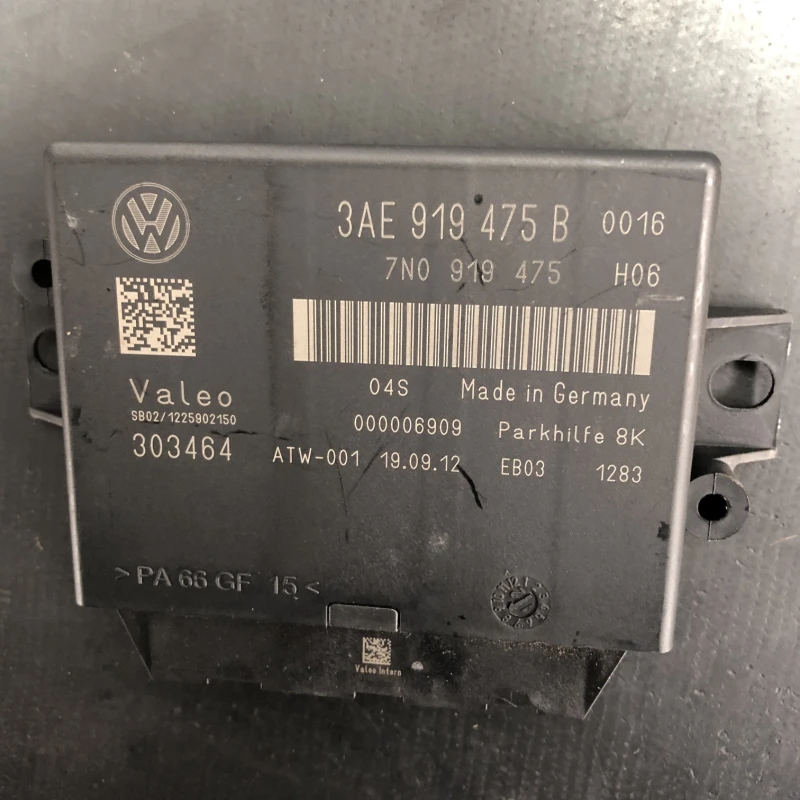 3AE 919 475 B 0016
7N0 919 475 H06
04S Made in Germany
Valeo
SB02/1225902150
000006909 Parkhilfe 8K
303464 ATW-001 19.09.12 EB03 1283
>PA 66 GF 15<
Valeo Intern